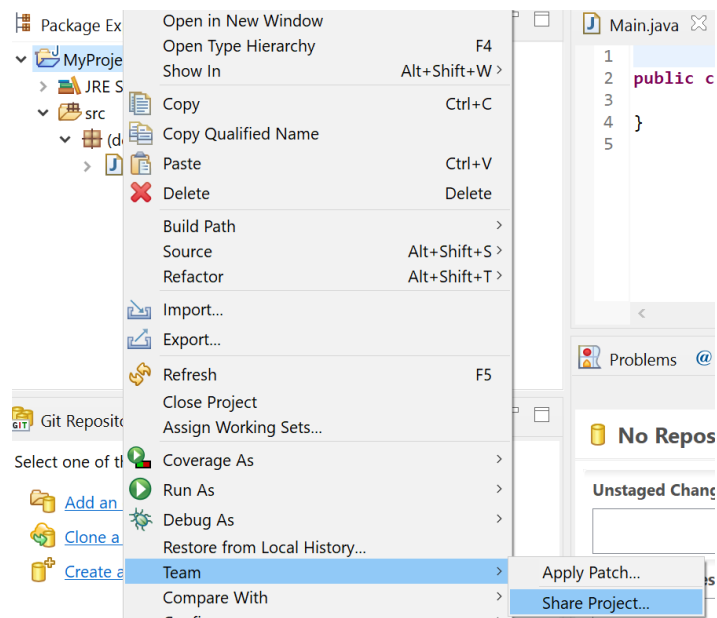 Package Ex
MyProje
JRE S
src
(de
J
Git Reposito
GIT
Select one of th
Add an
Clone a
Create a
Open in New Window
Open Type Hierarchy F4
Show In Alt+Shift+W >
Copy Ctrl+C
Copy Qualified Name
Paste Ctrl+V
Delete Delete
Build Path >
Source Alt+Shift+S >
Refactor Alt+Shift+T >
Import...
Export...
Refresh F5
Close Project
Assign Working Sets...
Coverage As >
Run As >
Debug As >
Restore from Local History...
Team >
Compare With >
Apply Patch...
Share Project...
J Main.java
1
2 public c
3
4 }
5
Problems @
No Repos
Unstaged Chang